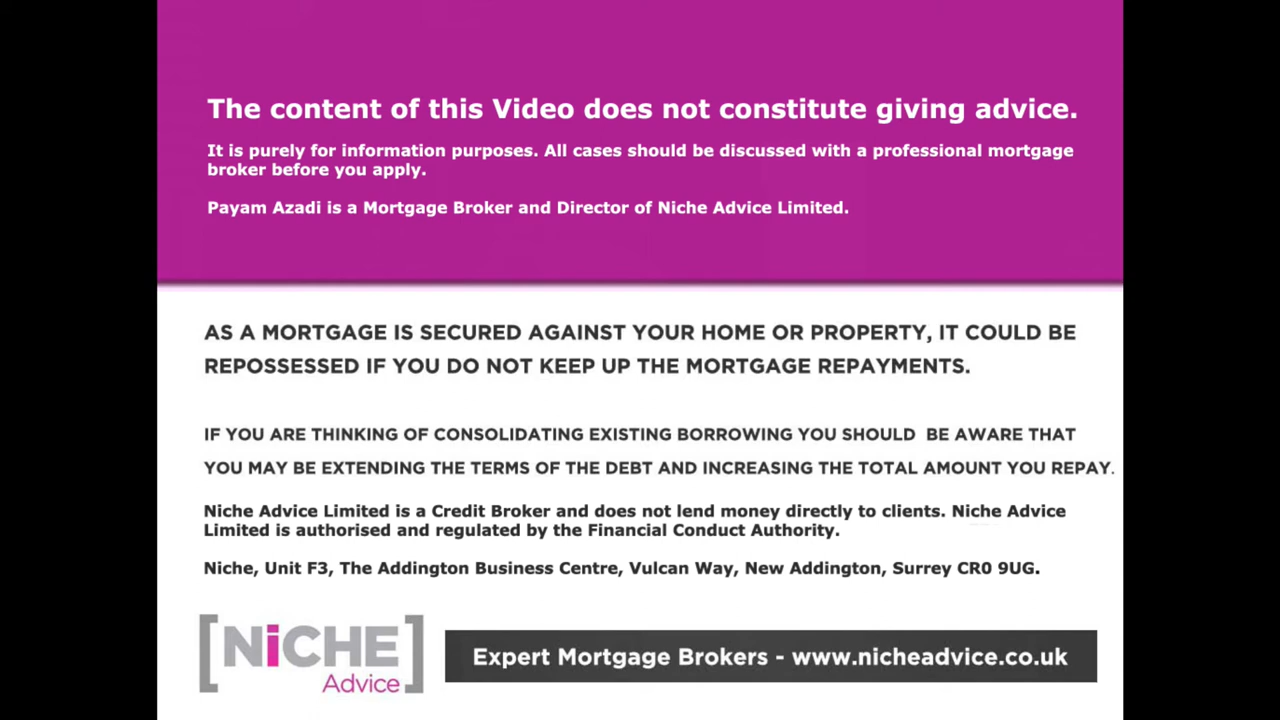 The content of this Video does not constitute giving advice.
It is purely for information purposes. All cases should be discussed with a professional mortgage
broker before you apply.
Payam Azadi is a Mortgage Broker and Director of Niche Advice Limited.
AS A MORTGAGE IS SECURED AGAINST YOUR HOME OR PROPERTY, IT COULD BE
REPOSSESSED IF YOU DO NOT KEEP UP THE MORTGAGE REPAYMENTS.
IF YOU ARE THINKING OF CONSOLIDATING EXISTING BORROWING YOU SHOULD BE AWARE THAT
YOU MAY BE EXTENDING THE TERMS OF THE DEBT AND INCREASING THE TOTAL AMOUNT YOU REPAY.
Niche Advice Limited is a Credit Broker and does not lend money directly to clients. Niche Advice
Limited is authorised and regulated by the Financial Conduct Authority.
Niche, Unit F3, The Addington Business Centre, Vulcan Way, New Addington, Surrey CR0 9UG.
[NiCHE
Advice]
Expert Mortgage Brokers - www.nicheadvice.co.uk